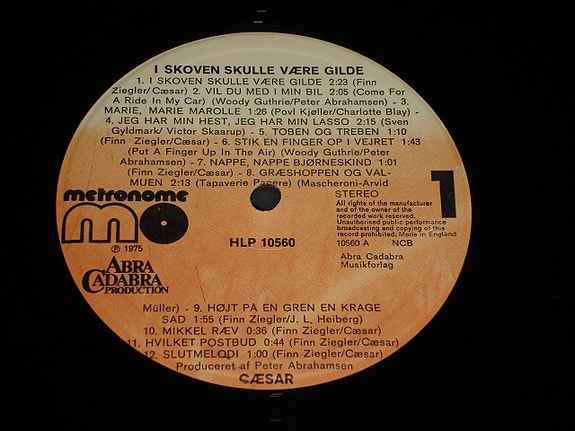 I SKOVEN SKULLE VÆRE GILDE
1. I SKOVEN SKULLE VÆRE GILDE 2:23 (Finn
Ziegler/Cæsar) 2. VIL DU MED I MIN BIL 2:05 (Come For
A Ride In My Car) (Woody Guthrie/Peter Abrahamsen) - 3.
MARIE, MARIE MAROLLE 1:26 (Povl Kjøller/Charlotte Blay) -
4. JEG HAR MIN HEST, JEG HAR MIN LASSO 2:15 (Sven
Gyldmark/ Victor Skaarup) - 5. TOBEN OG TREBEN 1:10
(Finn Ziegler/Cæsar) - 6. STIK EN FINGER OP I VEJRET 1:43
(Put A Finger Up In The Air) (Woody Guthrie/Peter
Abrahamsen) - 7. NAPPE, NAPPE BJØRNESKIND 1:01
(Finn Ziegler/Cæsar) - 8. GRÆSHOPPEN OG VAL-
MUEN 2:13 (Tapaverie Papere) (Mascheroni-Arvid
metronome
mo
℗ 1975
ABRA
CADABRA
PRODUCTION
HLP 10560
STEREO
1
All rights of the manufacturer
and of the owner of the
recorded work reserved.
Unauthorised public performance
broadcasting and copying of this
record prohibited. Made in England
10560 A NCB
Abra Cadabra
Musikforlag
Müller) - 9. HØJT PÅ EN GREN EN KRAGE
SAD 1:55 (Finn Ziegler/J. L, Heiberg)
10. MIKKEL RÆV 0:36 (Finn Ziegler/Cæsar)
11. HVILKET POSTBUD 0:44 (Finn Ziegler/Cæsar)
12. SLUTMELODI 1:00 (Finn Ziegler/Cæsar)
Produceret af Peter Abrahamsen
CÆSAR